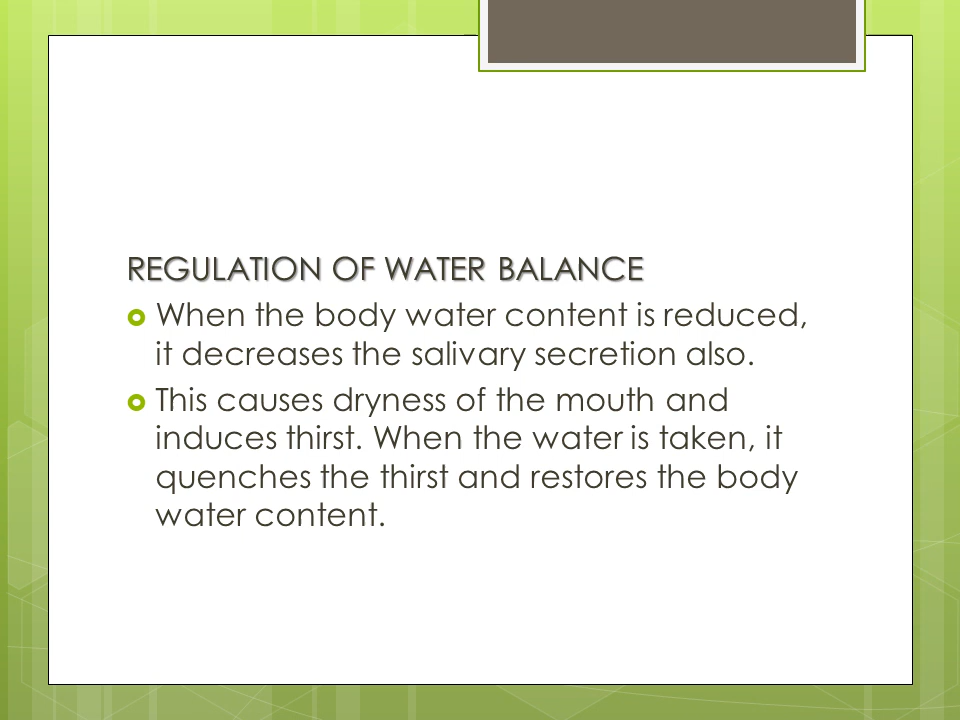 REGULATION OF WATER BALANCE
When the body water content is reduced,
it decreases the salivary secretion also.
This causes dryness of the mouth and
induces thirst. When the water is taken, it
quenches the thirst and restores the body
water content.